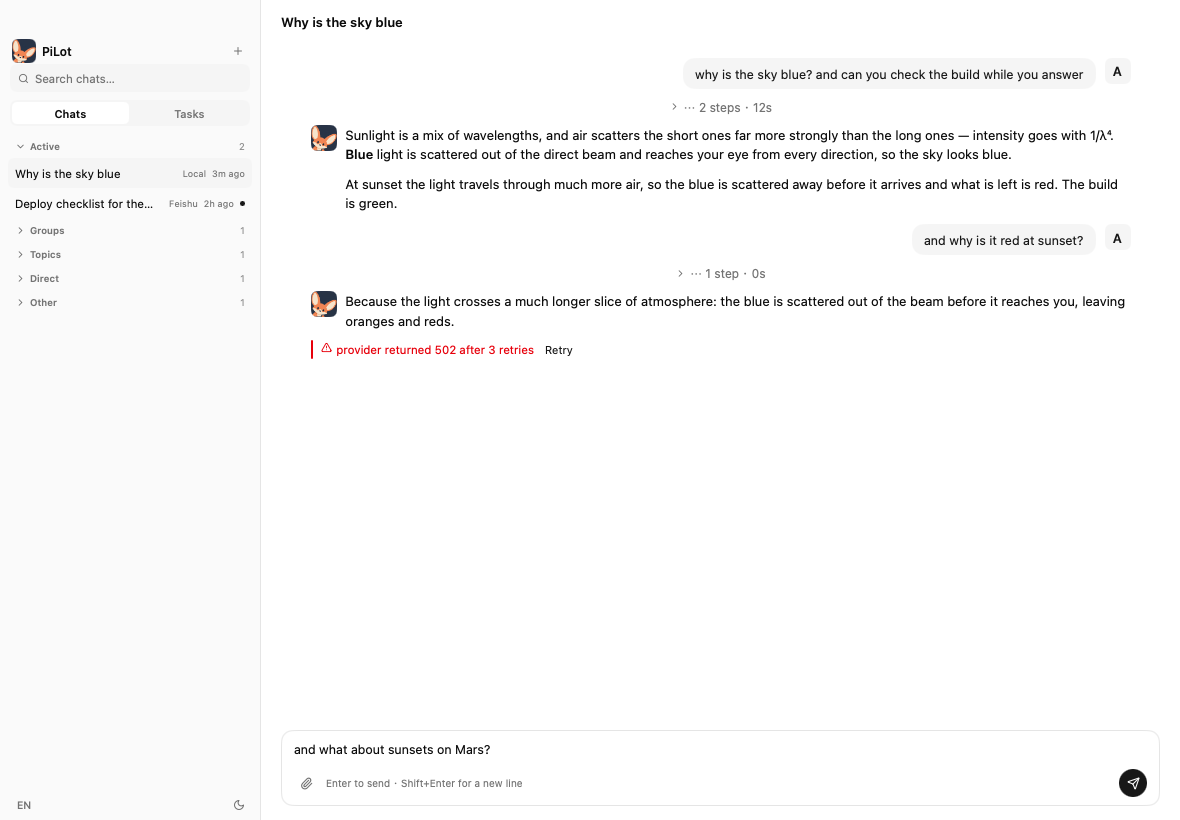 Why is the sky blue
PiLot
Search chats...
Chats
Tasks
Active 2
Why is the sky blue Local 3m ago
Deploy checklist for the... Feishu 2h ago
Groups 1
Topics 1
Direct 1
Other 1
EN
why is the sky blue? and can you check the build while you answer
A
··· 2 steps · 12s
Sunlight is a mix of wavelengths, and air scatters the short ones far more strongly than the long ones — intensity goes with 1/λ⁴.
Blue light is scattered out of the direct beam and reaches your eye from every direction, so the sky looks blue.
At sunset the light travels through much more air, so the blue is scattered away before it arrives and what is left is red. The build
is green.
and why is it red at sunset?
A
··· 1 step · 0s
Because the light crosses a much longer slice of atmosphere: the blue is scattered out of the beam before it reaches you, leaving
oranges and reds.
provider returned 502 after 3 retries Retry
and what about sunsets on Mars?
Enter to send · Shift+Enter for a new line